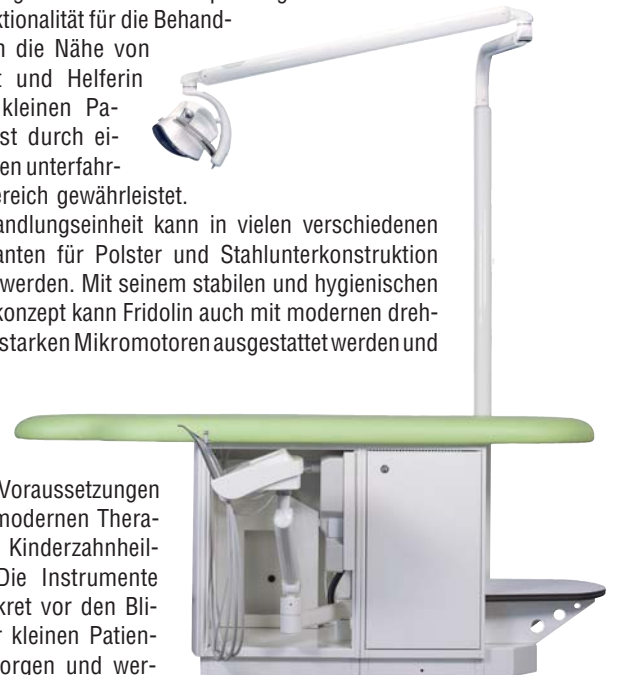 ktionalität für die Behand-
n die Nähe von
t und Helferin
kleinen Pa-
st durch ei-
en unterfahr-
ereich gewährleistet.
andlungseinheit kann in vielen verschiedenen
anten für Polster und Stahlunterkonstruktion
werden. Mit seinem stabilen und hygienischen
konzept kann Fridolin auch mit modernen dreh-
starken Mikromotoren ausgestattet werden und
Voraussetzungen
modernen Thera-
Kinderzahnheil-
Die Instrumente
kret vor den Bli-
r kleinen Patien-
orgen und wer-